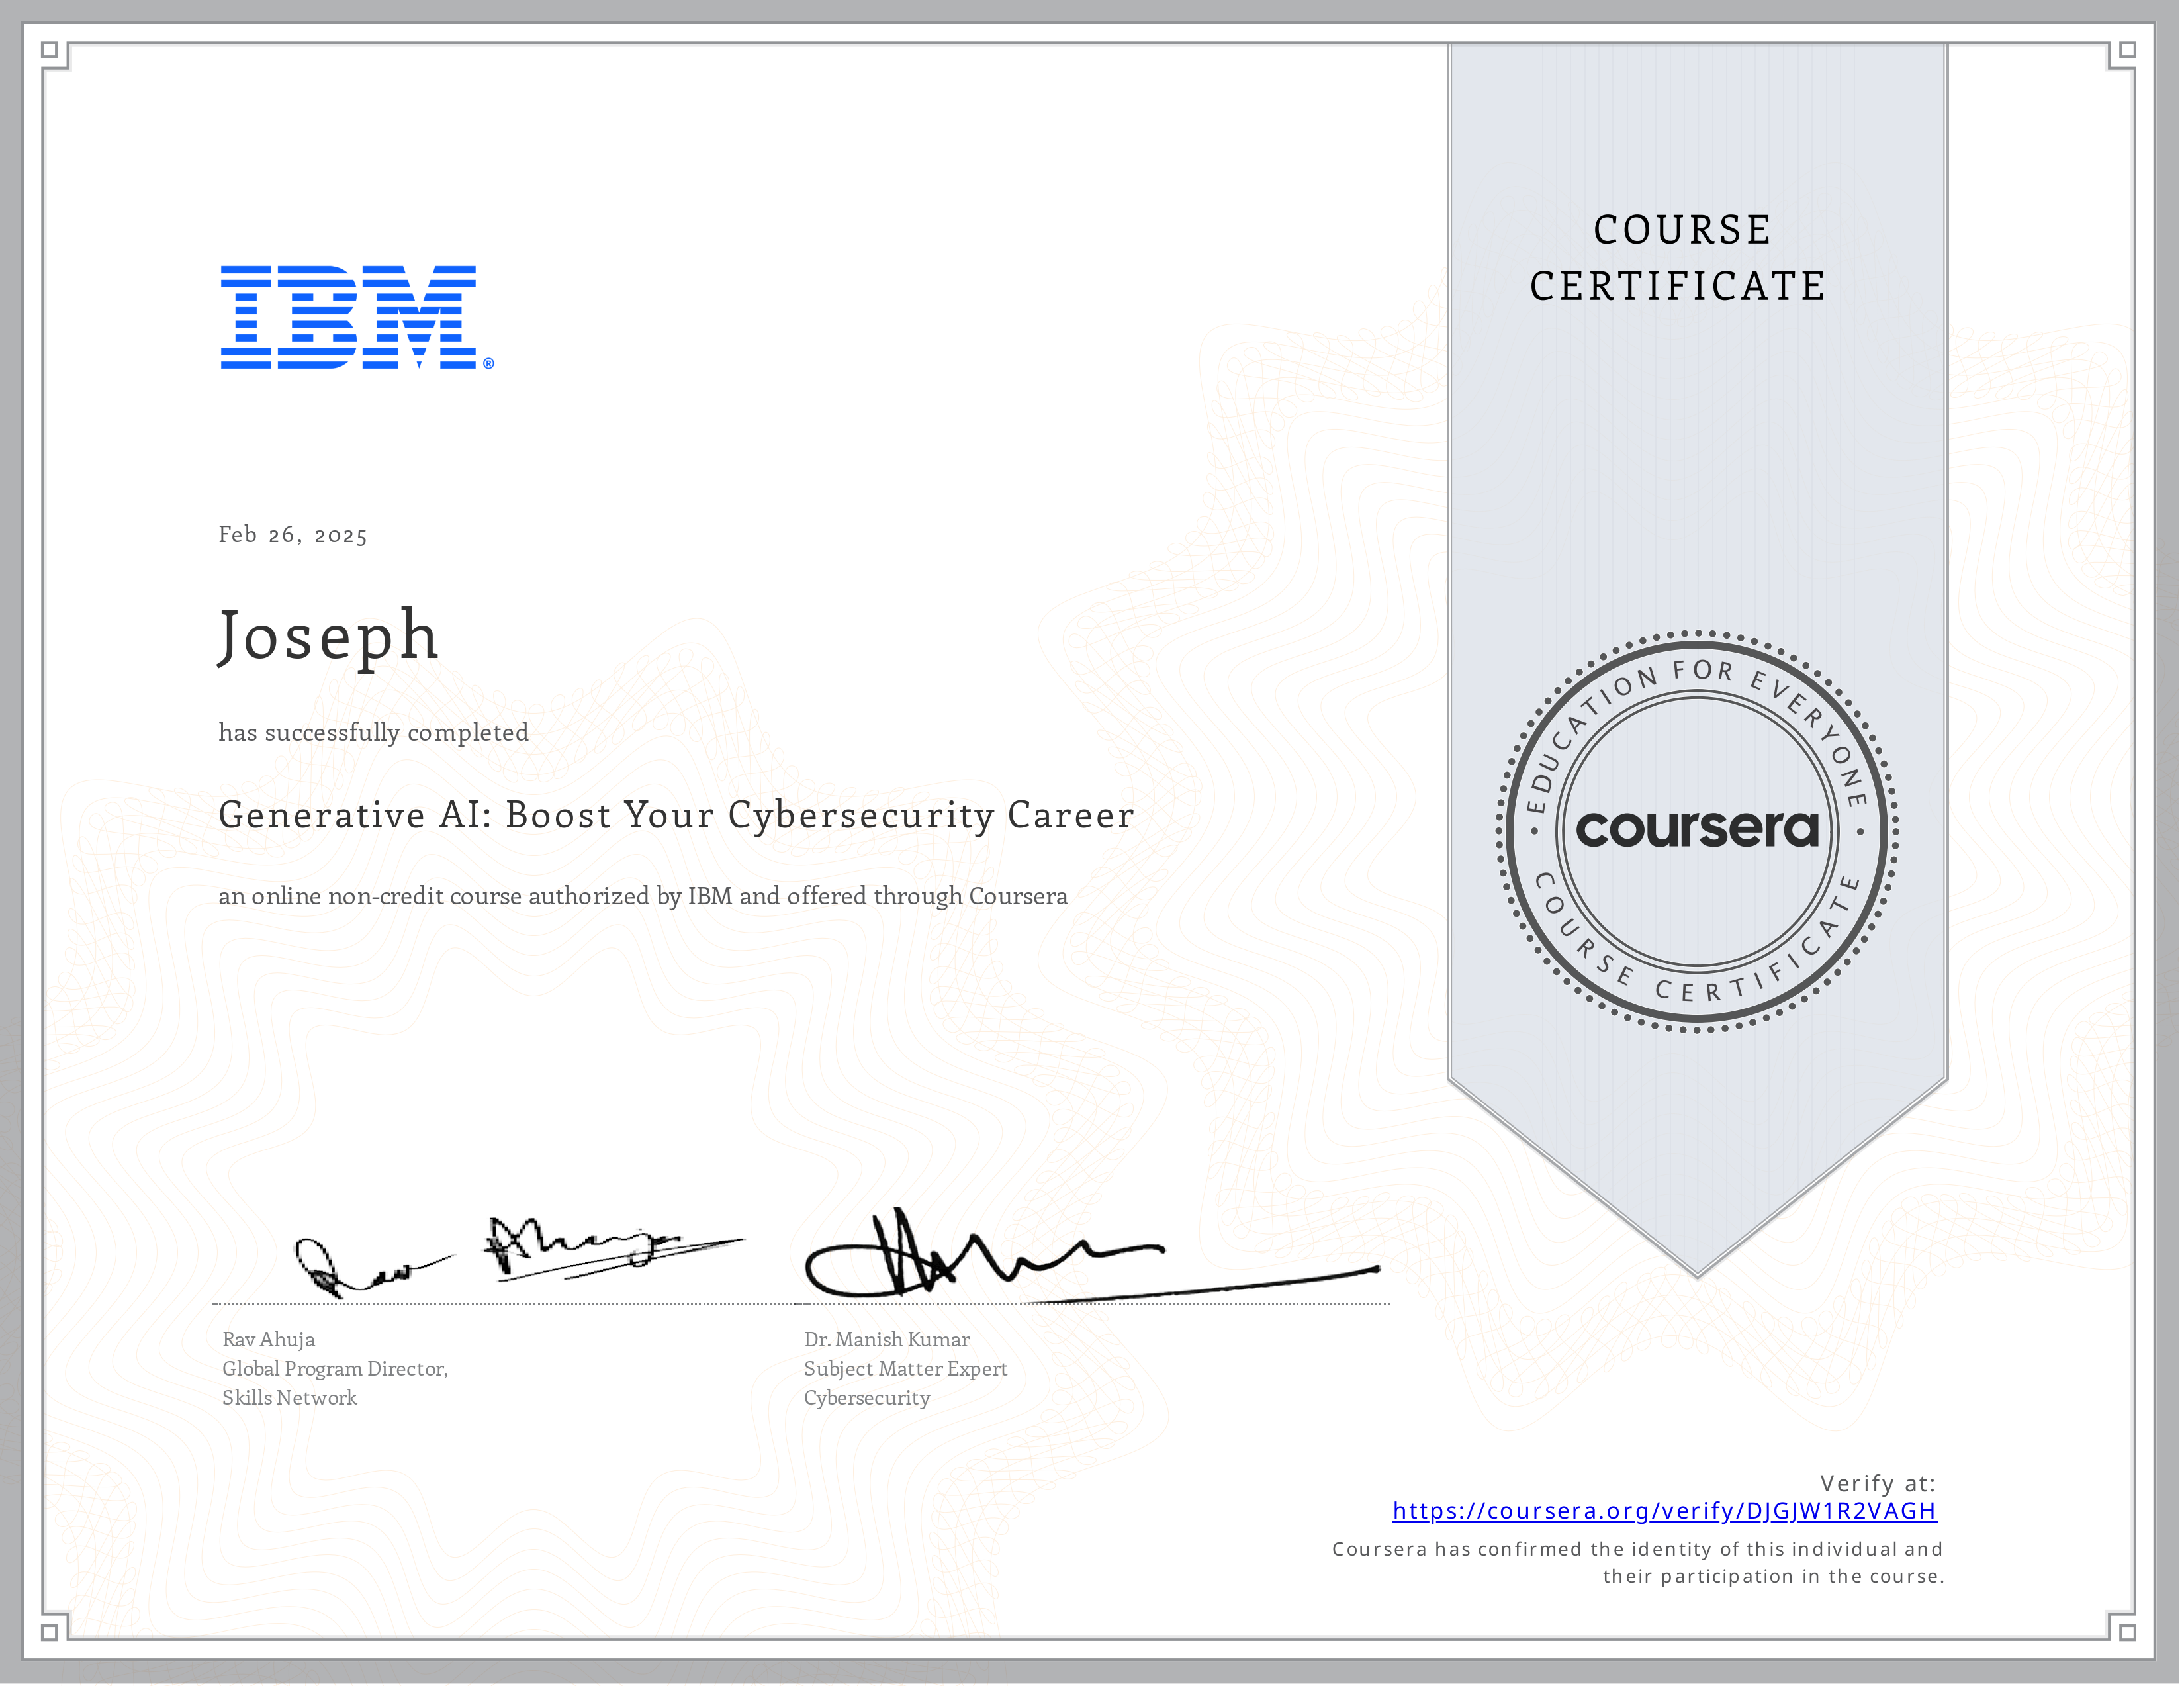 COURSE
CERTIFICATE
IBM®
Feb 26, 2025
Joseph
has successfully completed
Generative AI: Boost Your Cybersecurity Career
an online non-credit course authorized by IBM and offered through Coursera
EDUCATION FOR EVERYONE
coursera
COURSE CERTIFICATE
Rav Ahuja
Global Program Director,
Skills Network
Dr. Manish Kumar
Subject Matter Expert
Cybersecurity
Verify at:
https://coursera.org/verify/DJGJW1R2VAGH
Coursera has confirmed the identity of this individual and
their participation in the course.